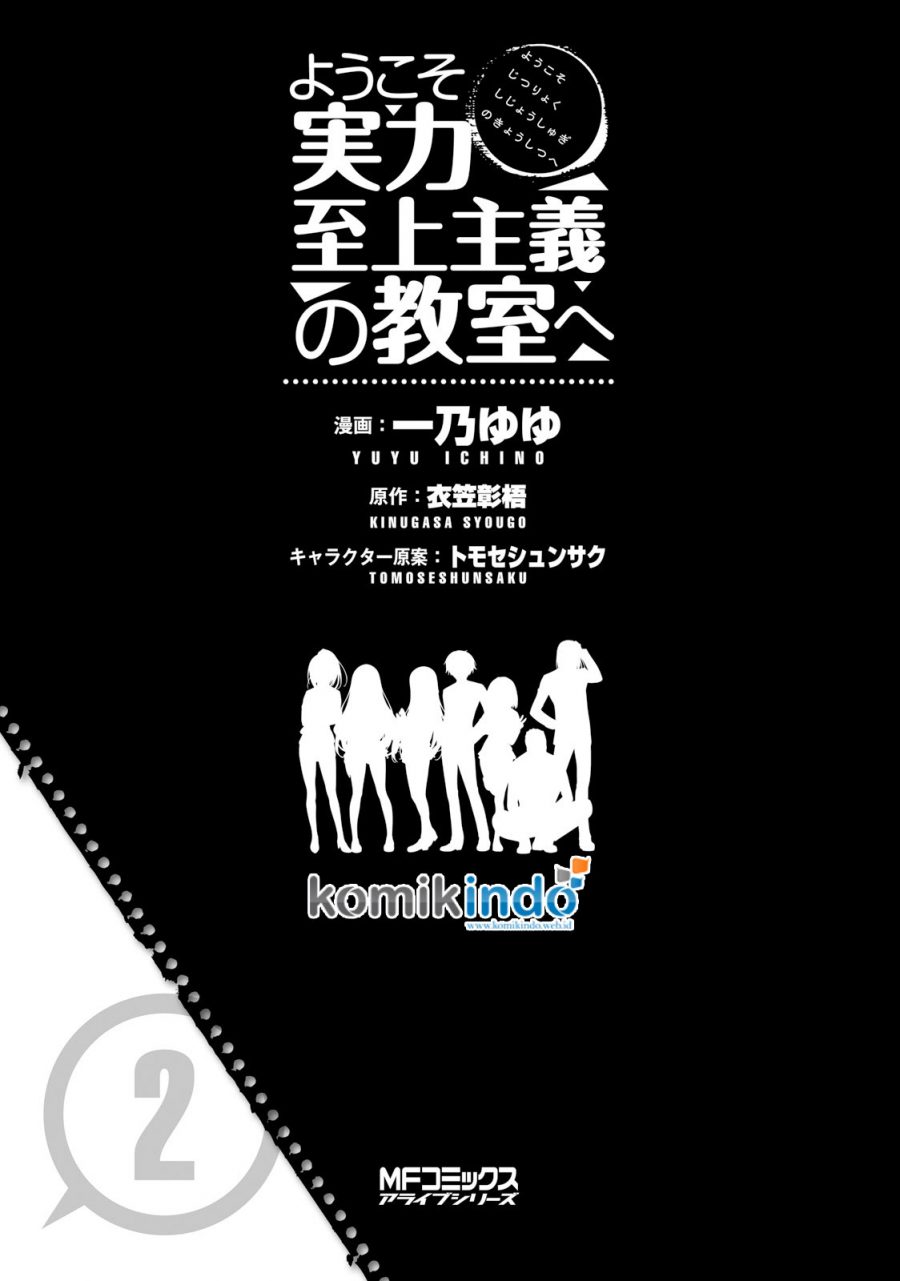 ようこそ
実力
至上主義
の教室へ
ようこそ
じつりょく
しじょうしゅぎ
のきょうしつへ
漫画：一乃ゆゆ
YUYU ICHINO
原作：衣笠彰梧
KINUGASA SYOUGO
キャラクター原案：トモセシュンサク
TOMOSESHUNSAKU
komikindo
www.komikindo.web.id
2
MFコミックス
アライブシリーズ